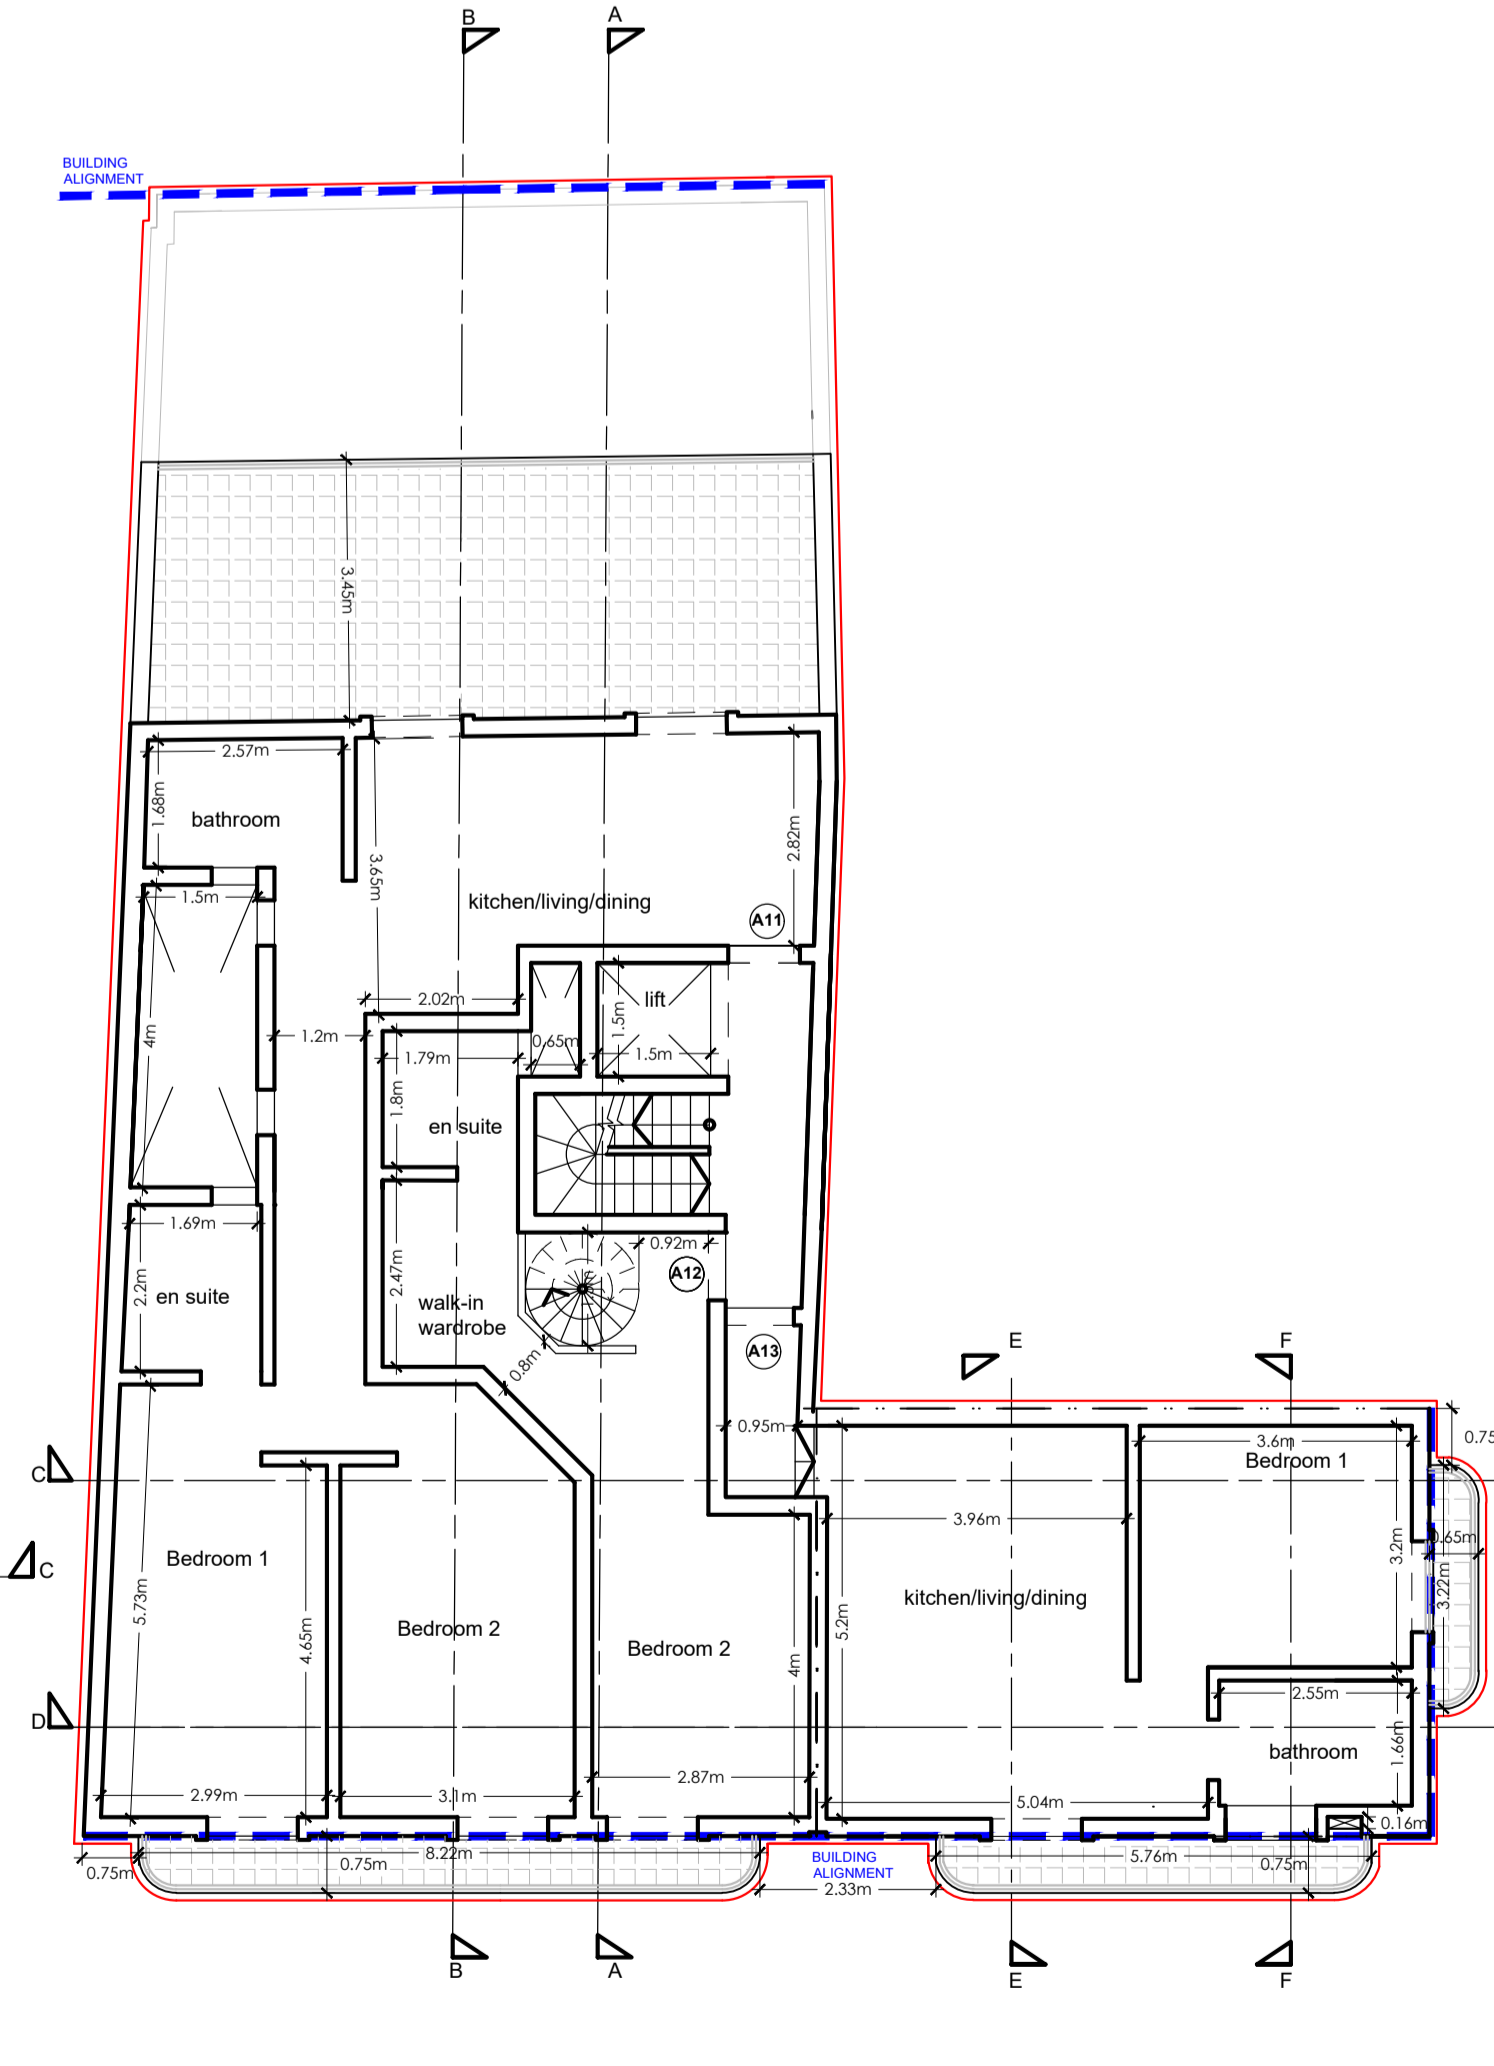 B
A
BUILDING
ALIGNMENT
3.45m
2.57m
1.68m
bathroom
2.82m
3.65m
1.5m
kitchen/living/dining
A11
2.02m
lift
1.5m
4m
1.2m
0.65m
1.5m
1.79m
1.8m
en suite
1.69m
0.92m
2.47m
A12
2.2m
en suite
walk-in
wardrobe
E
F
A13
0.8m
0.95m
3.6m
0.75
Bedroom 1
C
3.96m
0.65m
3.2m
Bedroom 1
C
5.73m
3.22m
kitchen/living/dining
5.2m
4.65m
Bedroom 2
Bedroom 2
4m
2.55m
D
1.66m
bathroom
2.99m
3.1m
2.87m
5.04m
0.16m
8.22m
BUILDING
ALIGNMENT
5.76m
0.75m
0.75m
0.75m
2.33m
B
A
E
F